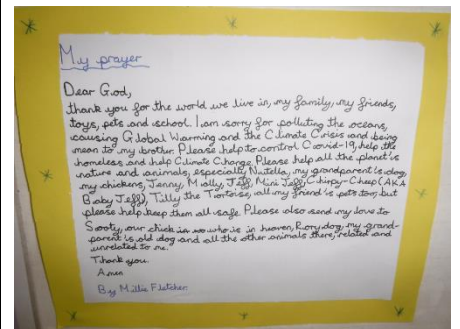 My prayer
Dear God,
thank you for the world we live in, my family, my friends,
toys, pets and school. I am sorry for polluting the oceans,
causing Global Warming and the Climate Crisis and being
mean to my brother. Please help to control Covid-19, help the
homeless and help Climate Change. Please help all the planet's
nature and animals, especially Nutella, my grandparent's dog,
my chickens, Jenny, Molly, Jeff, Mini Jeff, Chirpy-Cheep (AKA
Baby Jeff), Tilly the Tortoise, all my friend's pets too, but
please help keep them all safe. Please also send my love to
Sooty, our chick who is in heaven, Rory dog, my grand-
parent's old dog and all the other animals there, related and
unrelated to me.
Thank you.
Amen
By Millie Fletcher